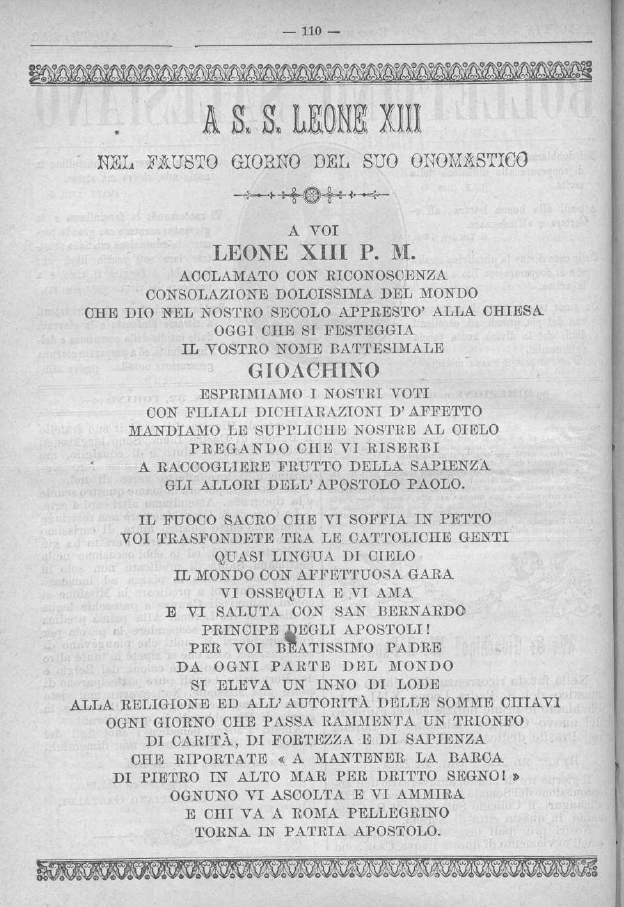 — 110 —
A S. S. LEONE XIII
NEL FAUSTO GIORNO DEL SUO ONOMASTICO
A VOI
LEONE XIII P. M.
ACCLAMATO CON RICONOSCENZA
CONSOLAZIONE DOLCISSIMA DEL MONDO
CHE DIO NEL NOSTRO SECOLO APPRESTO' ALLA CHIESA
OGGI CHE SI FESTEGGIA
IL VOSTRO NOME BATTESIMALE
GIOACHINO
ESPRIMIAMO I NOSTRI VOTI
CON FILIALI DICHIARAZIONI D'AFFETTO
MANDIAMO LE SUPPLICHE NOSTRE AL CIELO
PREGANDO CHE VI RISERBI
A RACCOGLIERE FRUTTO DELLA SAPIENZA
GLI ALLORI DELL'APOSTOLO PAOLO.
IL FUOCO SACRO CHE VI SOFFIA IN PETTO
VOI TRASFONDETE TRA LE CATTOLICHE GENTI
QUASI LINGUA DI CIELO
IL MONDO CON AFFETTUOSA GARA
VI OSSEQUIA E VI AMA
E VI SALUTA CON SAN BERNARDO
PRINCIPE DEGLI APOSTOLI!
PER VOI BEATISSIMO PADRE
DA OGNI PARTE DEL MONDO
SI ELEVA UN INNO DI LODE
ALLA RELIGIONE ED ALL'AUTORITÀ DELLE SOMME CHIAVI
OGNI GIORNO CHE PASSA RAMMENTA UN TRIONFO
DI CARITÀ, DI FORTEZZA E DI SAPIENZA
CHE RIPORTATE « A MANTENER LA BARCA
DI PIETRO IN ALTO MAR PER DRITTO SEGNO! »
OGNUNO VI ASCOLTA E VI AMMIRA
E CHI VA A ROMA PELLEGRINO
TORNA IN PATRIA APOSTOLO.